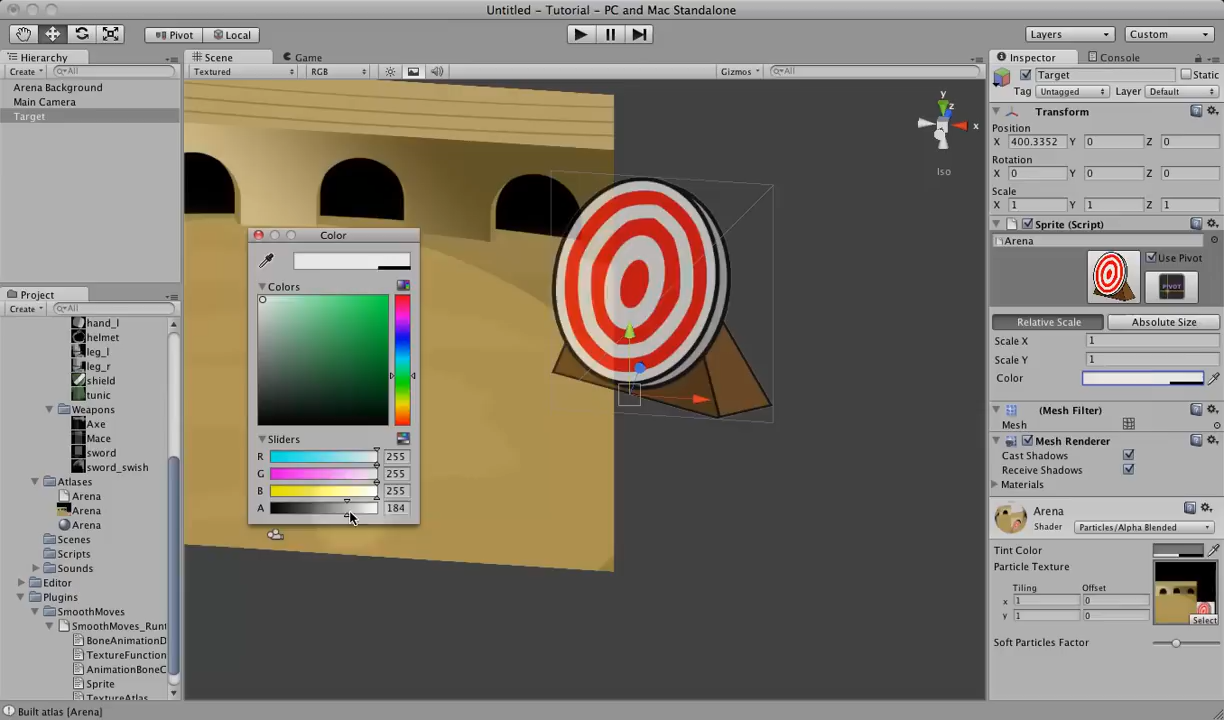 Untitled - Tutorial - PC and Mac Standalone
Pivot
Local
Layers
Custom
Hierarchy
Create
All
Arena Background
Main Camera
Target
Scene
Game
Textured
RGB
Gizmos
All
y
z
x
Iso
Color
Colors
Sliders
R 255
G 255
B 255
A 184
Project
Create
All
hand_l
helmet
leg_l
leg_r
shield
tunic
Weapons
Axe
Mace
sword
sword_swish
Atlases
Arena
Arena
Arena
Scenes
Scripts
Sounds
Editor
Plugins
SmoothMoves
SmoothMoves_Runt
BoneAnimationD
TextureFunction
AnimationBoneC
Sprite
TextureAtlas
Built atlas [Arena]
Inspector
Console
Target
Static
Tag Untagged Layer Default
Transform
Position
X 400.3352 Y 0 Z 0
Rotation
X 0 Y 0 Z 0
Scale
X 1 Y 1 Z 1
Sprite (Script)
Arena
Use Pivot
PIVOT
Relative Scale
Absolute Size
Scale X 1
Scale Y 1
Color
(Mesh Filter)
Mesh
Mesh Renderer
Cast Shadows
Receive Shadows
Materials
Arena
Shader Particles/Alpha Blended
Tint Color
Particle Texture
Tiling Offset
x 1 0
y 1 0
Select
Soft Particles Factor